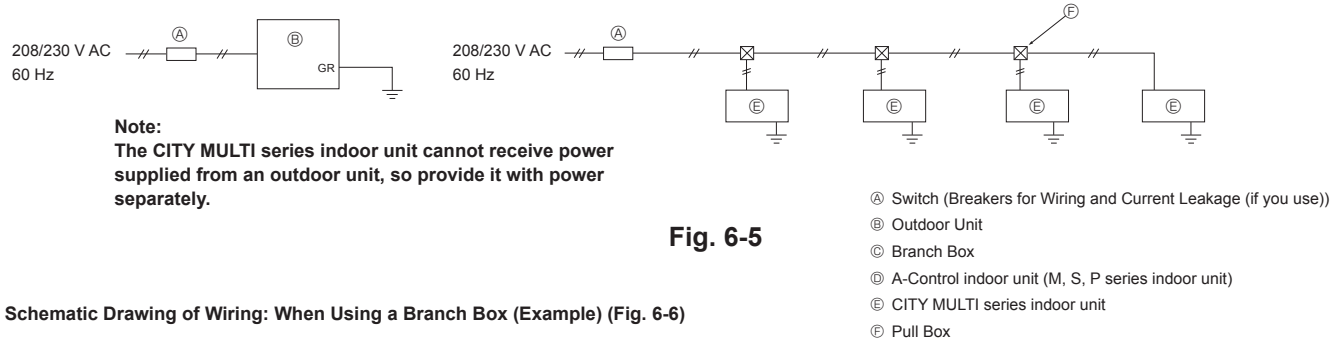 208/230 V AC
60 Hz
Ⓐ
Ⓑ
GR
208/230 V AC
60 Hz
Ⓐ
Ⓕ
Ⓔ
Ⓔ
Ⓔ
Ⓔ
Note:
The CITY MULTI series indoor unit cannot receive power
supplied from an outdoor unit, so provide it with power
separately.
Fig. 6-5
Ⓐ Switch (Breakers for Wiring and Current Leakage (if you use))
Ⓑ Outdoor Unit
Ⓒ Branch Box
Ⓓ A-Control indoor unit (M, S, P series indoor unit)
Ⓔ CITY MULTI series indoor unit
Ⓕ Pull Box
Schematic Drawing of Wiring: When Using a Branch Box (Example) (Fig. 6-6)